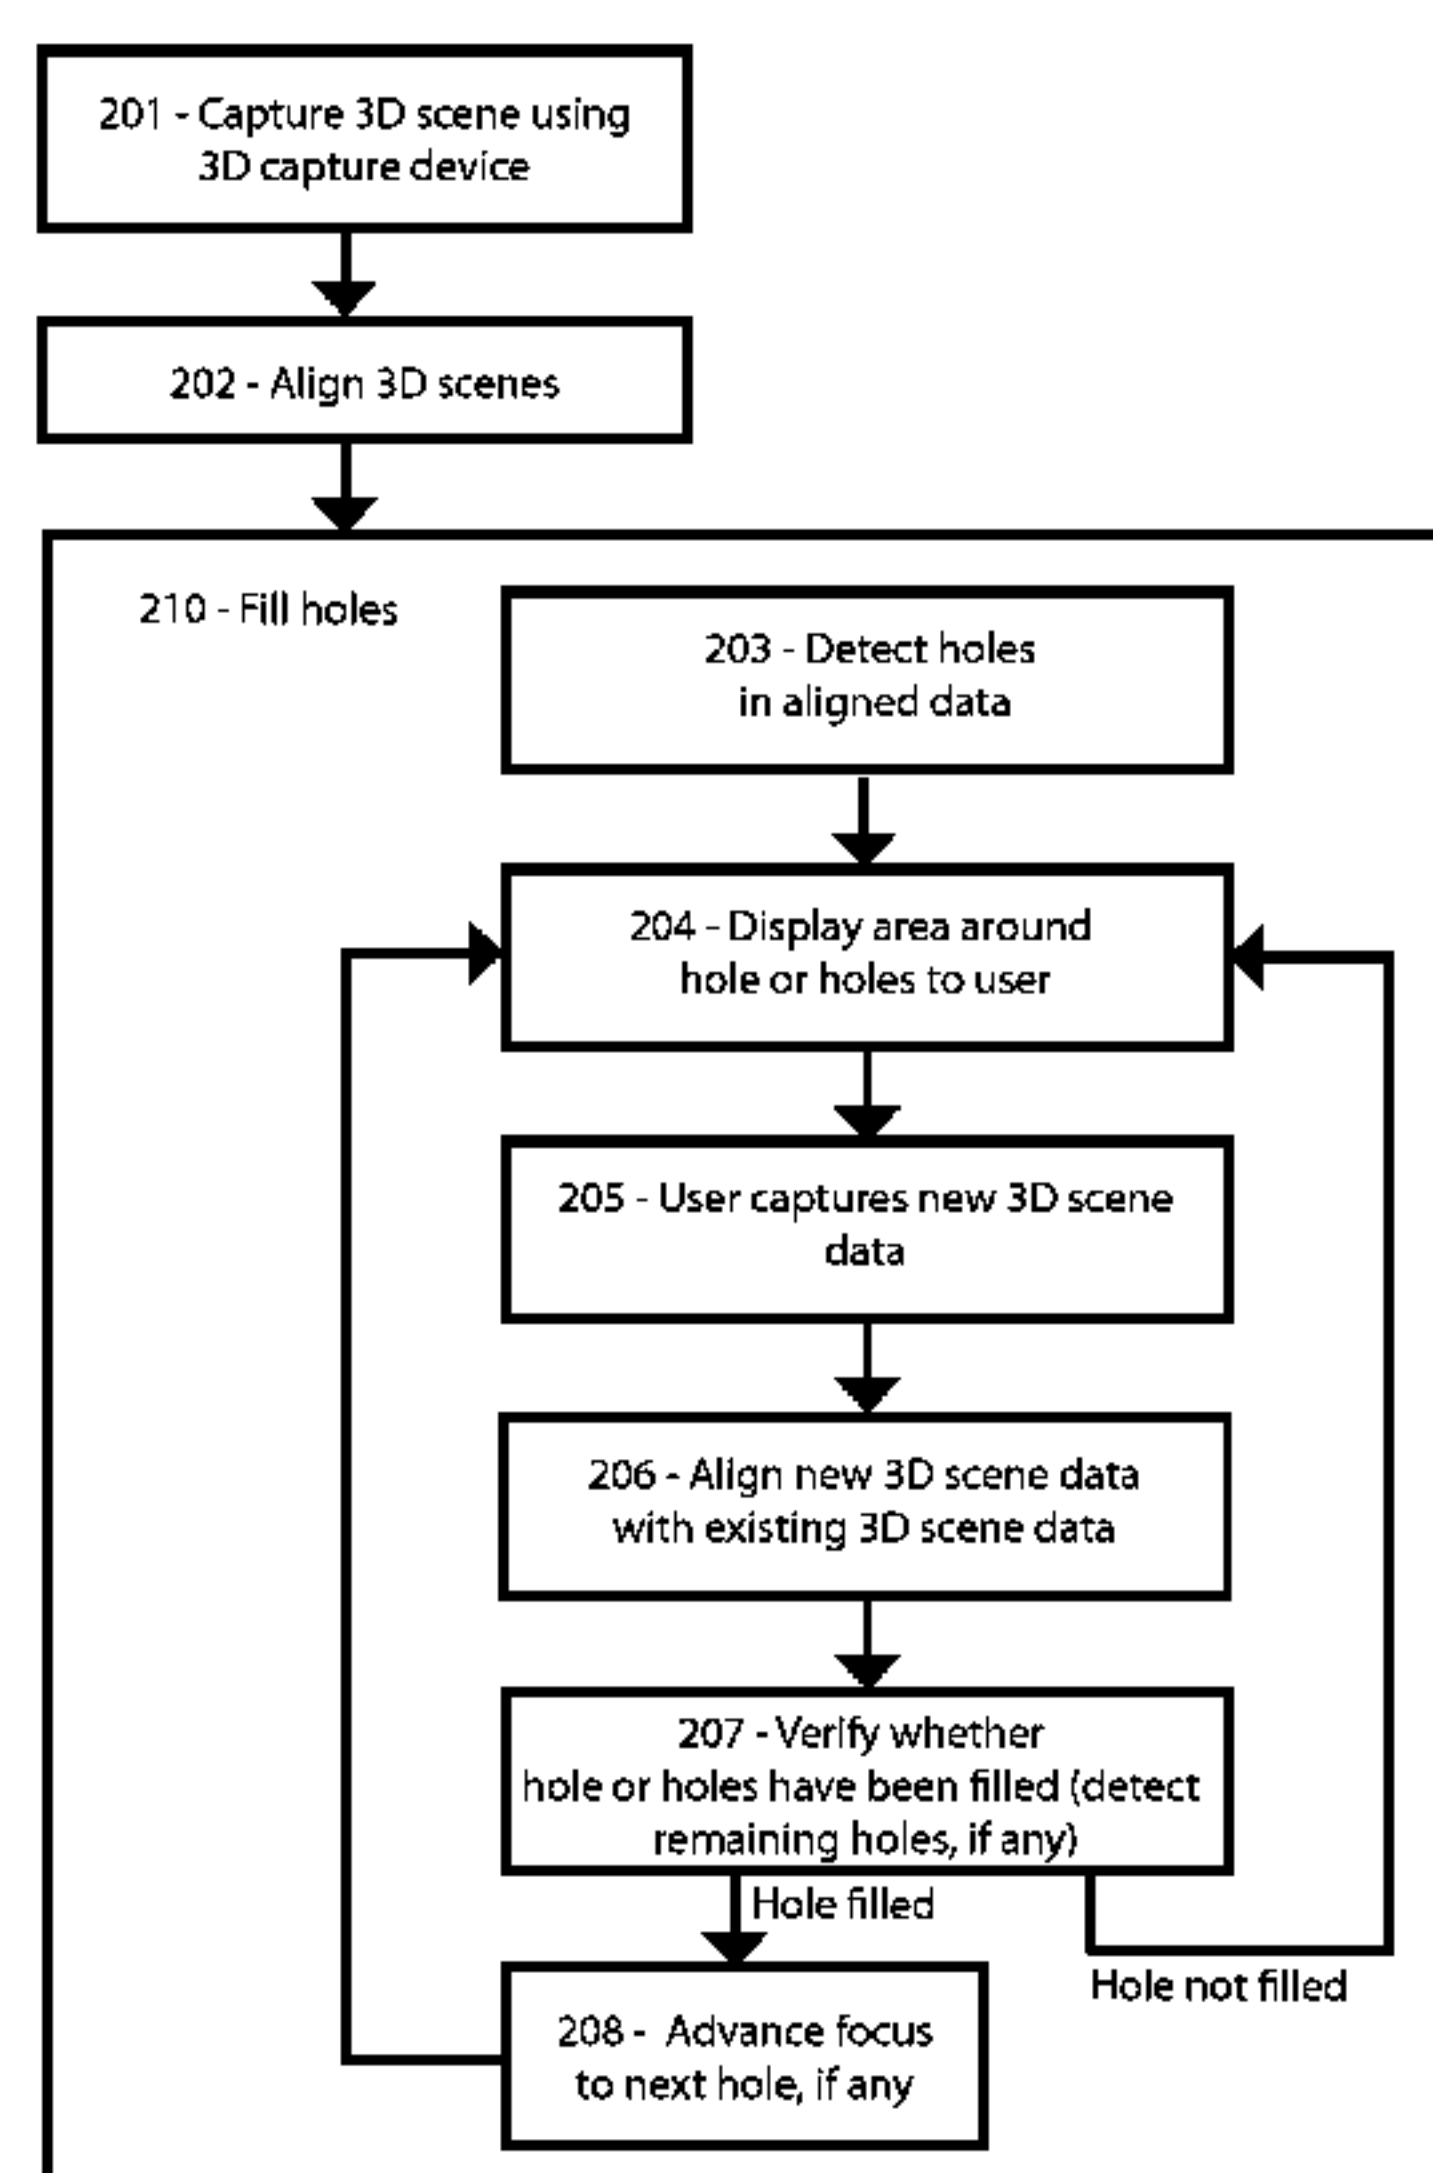 201 - Capture 3D scene using
3D capture device
202 - Align 3D scenes
210 - Fill holes
203 - Detect holes
in aligned data
204 - Display area around
hole or holes to user
205 - User captures new 3D scene
data
206 - Align new 3D scene data
with existing 3D scene data
207 - Verify whether
hole or holes have been filled (detect
remaining holes, if any)
Hole filled
Hole not filled
208 - Advance focus
to next hole, if any